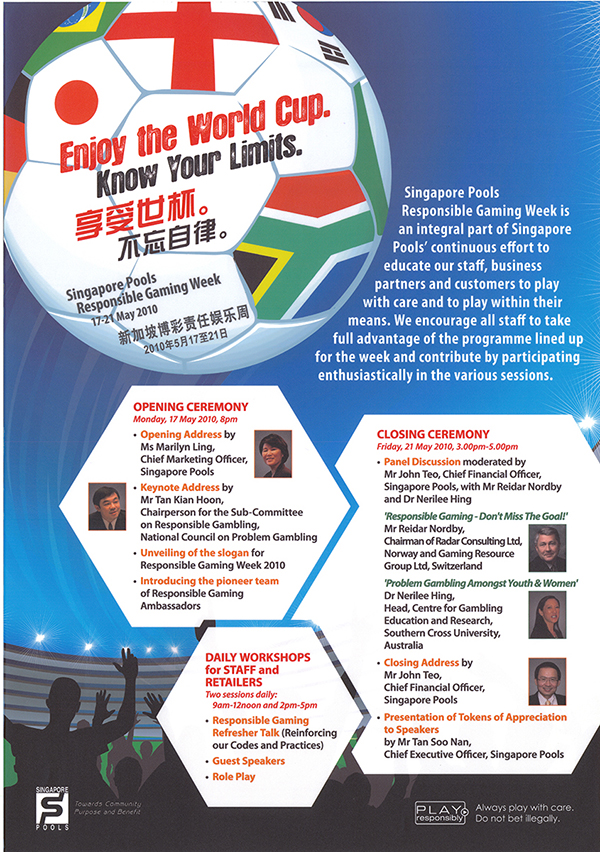 Enjoy the World Cup.
Know Your Limits.
享受世杯。
不忘自律。
Singapore Pools
Responsible Gaming Week
17-21 May 2010
新加坡博彩责任娱乐周
2010年5月17至21日
Singapore Pools
Responsible Gaming Week is
an integral part of Singapore
Pools' continuous effort to
educate our staff, business
partners and customers to play
with care and to play within their
means. We encourage all staff to take
full advantage of the programme lined up
for the week and contribute by participating
enthusiastically in the various sessions.
OPENING CEREMONY
Monday, 17 May 2010, 8pm
• Opening Address by
Ms Marilyn Ling,
Chief Marketing Officer,
Singapore Pools
• Keynote Address by
Mr Tan Kian Hoon,
Chairperson for the Sub-Committee
on Responsible Gambling,
National Council on Problem Gambling
• Unveiling of the slogan for
Responsible Gaming Week 2010
• Introducing the pioneer team
of Responsible Gaming
Ambassadors
DAILY WORKSHOPS
for STAFF and
RETAILERS
Two sessions daily:
9am-12noon and 2pm-5pm
• Responsible Gaming
Refresher Talk (Reinforcing
our Codes and Practices)
• Guest Speakers
• Role Play
CLOSING CEREMONY
Friday, 21 May 2010, 3.00pm-5.00pm
• Panel Discussion moderated by
Mr John Teo, Chief Financial Officer,
Singapore Pools, with Mr Reidar Nordby
and Dr Nerilee Hing
'Responsible Gaming - Don't Miss The Goal!'
Mr Reidar Nordby,
Chairman of Radar Consulting Ltd,
Norway and Gaming Resource
Group Ltd, Switzerland
'Problem Gambling Amongst Youth & Women'
Dr Nerilee Hing,
Head, Centre for Gambling
Education and Research,
Southern Cross University,
Australia
• Closing Address by
Mr John Teo,
Chief Financial Officer,
Singapore Pools
• Presentation of Tokens of Appreciation
to Speakers
by Mr Tan Soo Nan,
Chief Executive Officer, Singapore Pools
SINGAPORE
POOLS
Towards Community
Purpose and Benefit
PLAY
responsibly
Always play with care.
Do not bet illegally.